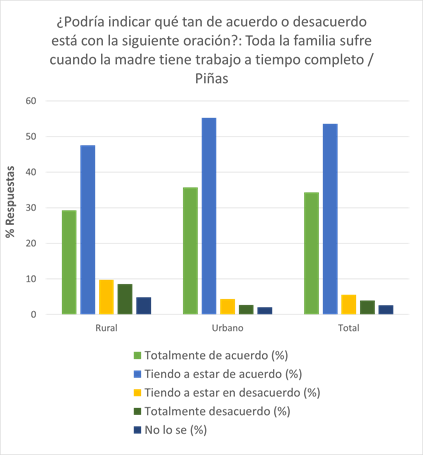 ¿Podría indicar qué tan de acuerdo o desacuerdo
está con la siguiente oración?: Toda la familia sufre
cuando la madre tiene trabajo a tiempo completo /
Piñas
% Respuestas
60
50
40
30
20
10
0
Rural
Urbano
Total
Totalmente de acuerdo (%)
Tiendo a estar de acuerdo (%)
Tiendo a estar en desacuerdo (%)
Totalmente desacuerdo (%)
No lo se (%)